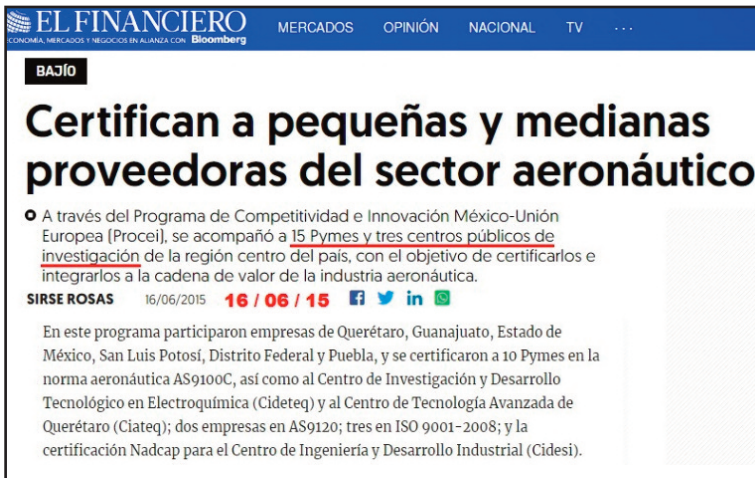 EL FINANCIERO
ECONOMÍA, MERCADOS Y NEGOCIOS EN ALIANZA CON Bloomberg
MERCADOS OPINIÓN NACIONAL TV ...
BAJÍO
Certifican a pequeñas y medianas
proveedoras del sector aeronáutico
A través del Programa de Competitividad e Innovación México-Unión
Europea (Procei), se acompañó a 15 Pymes y tres centros públicos de
investigación de la región centro del país, con el objetivo de certificarlos e
integrarlos a la cadena de valor de la industria aeronáutica.
SIRSE ROSAS 16/06/2015 16 / 06 / 15
En este programa participaron empresas de Querétaro, Guanajuato, Estado de
México, San Luis Potosí, Distrito Federal y Puebla, y se certificaron a 10 Pymes en la
norma aeronáutica AS9100C, así como al Centro de Investigación y Desarrollo
Tecnológico en Electroquímica (Cideteq) y al Centro de Tecnología Avanzada de
Querétaro (Ciateq); dos empresas en AS9120; tres en ISO 9001-2008; y la
certificación Nadcap para el Centro de Ingeniería y Desarrollo Industrial (Cidesi).